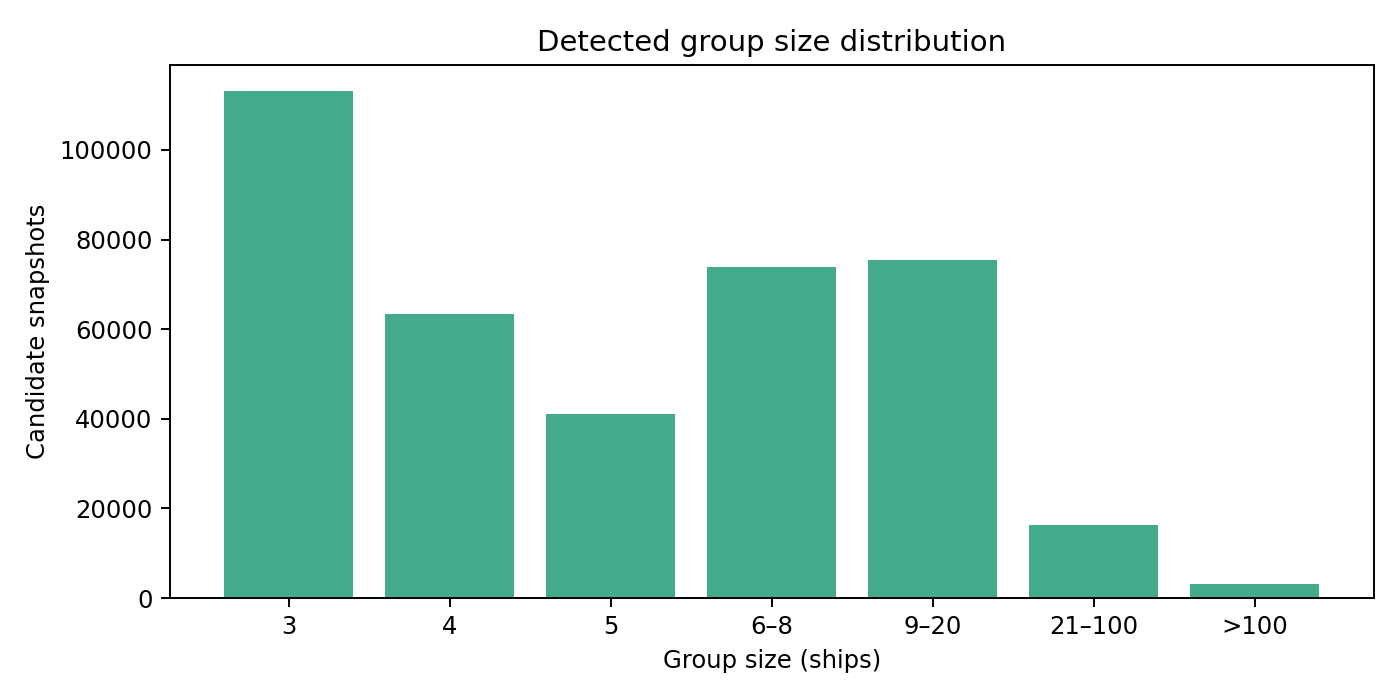 Detected group size distribution
Candidate snapshots
100000
80000
60000
40000
20000
0
3 4 5 6–8 9–20 21–100 >100
Group size (ships)